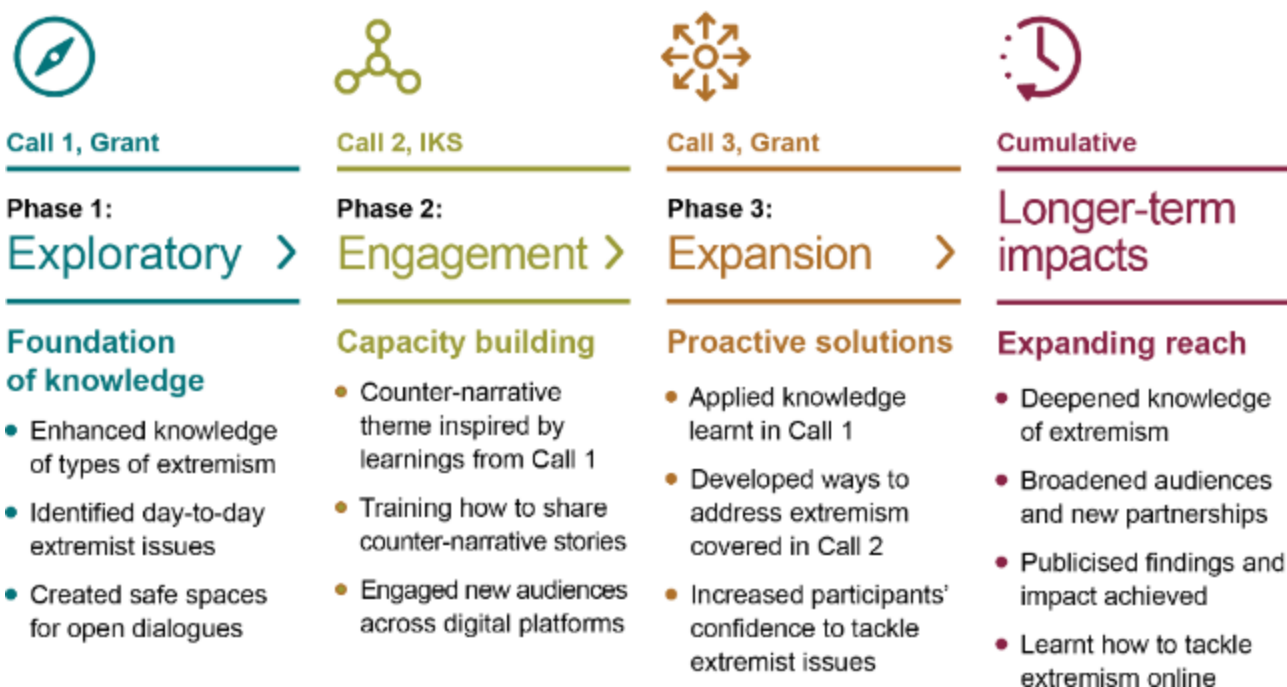 Call 1, Grant
Phase 1:
Exploratory
Foundation
of knowledge
• Enhanced knowledge
of types of extremism
• Identified day-to-day
extremist issues
• Created safe spaces
for open dialogues
Call 2, IKS
Phase 2:
Engagement
Capacity building
• Counter-narrative
theme inspired by
learnings from Call 1
• Training how to share
counter-narrative stories
• Engaged new audiences
across digital platforms
Call 3, Grant
Phase 3:
Expansion
Proactive solutions
• Applied knowledge
learnt in Call 1
• Developed ways to
address extremism
covered in Call 2
• Increased participants’
confidence to tackle
extremist issues
Cumulative
Longer-term
impacts
Expanding reach
• Deepened knowledge
of extremism
• Broadened audiences
and new partnerships
• Publicised findings and
impact achieved
• Learnt how to tackle
extremism online